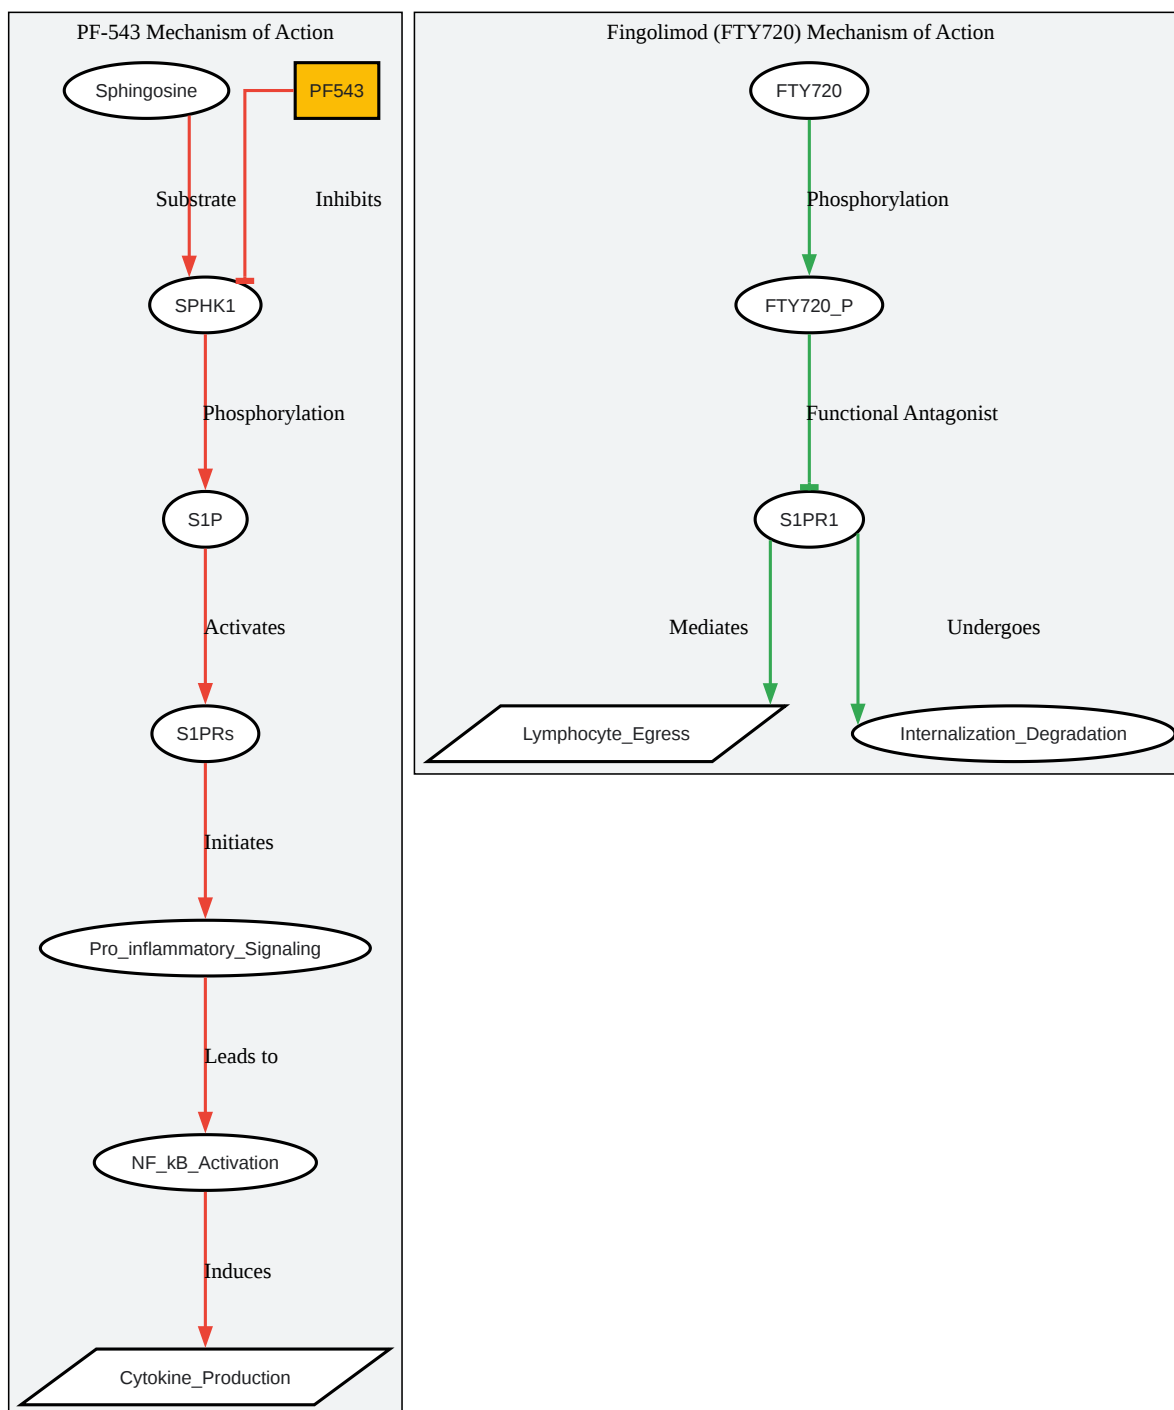 PF-543 Mechanism of Action
Sphingosine
PF543
Substrate
Inhibits
SPHK1
Phosphorylation
S1P
Activates
S1PRs
Initiates
Pro_inflammatory_Signaling
Leads to
NF_kB_Activation
Induces
Cytokine_Production
Fingolimod (FTY720) Mechanism of Action
FTY720
Phosphorylation
FTY720_P
Functional Antagonist
S1PR1
Mediates
Undergoes
Lymphocyte_Egress
Internalization_Degradation